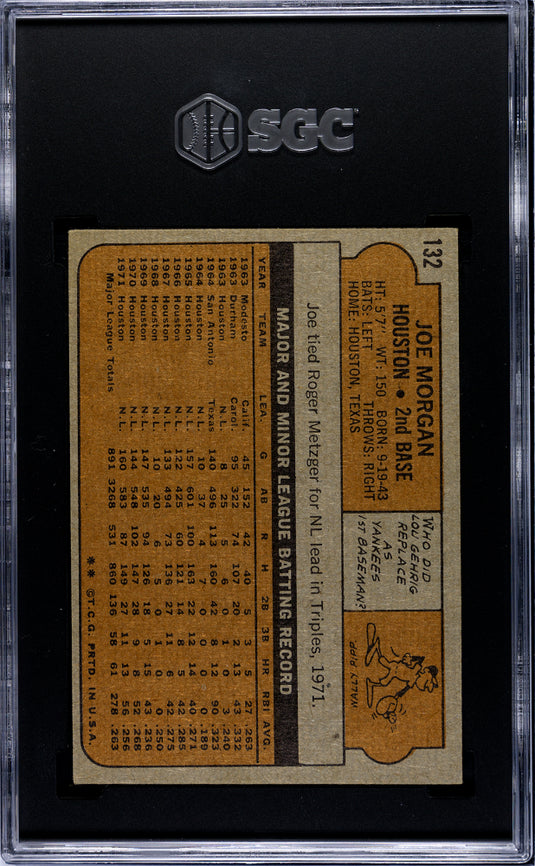 SGC
132
JOE MORGAN
HOUSTON • 2nd BASE
HT: 5'7" WT: 150 BORN: 9-19-43
BATS: LEFT THROWS: RIGHT
HOME: HOUSTON, TEXAS
WHO DID
LOU GEHRIG
REPLACE
AS
YANKEES
1ST BASEMAN?
WALLY PIPP
Joe tied Roger Metzger for NL lead in Triples, 1971.
MAJOR AND MINOR LEAGUE BATTING RECORD
YEAR TEAM LEA. G AB R H 2B 3B HR RBI AVG.
1963 Modesto Calif. 45 152 42 40 5 3 5 27 .263
1963 Durham Carol. 95 322 74 107 20 2 13 43 .332
1963 Houston N.L. 8 25 5 6 0 1 0 3 .240
1964 San Antonio Texas 140 496 113 160 42 8 12 90 .323
1964 Houston N.L. 10 37 4 7 0 0 0 0 .189
1965 Houston N.L. 157 601 100 163 22 12 14 40 .271
1966 Houston N.L. 122 425 60 121 14 8 5 42 .285
1967 Houston N.L. 133 494 73 136 27 11 6 42 .275
1968 Houston N.L. 10 20 6 5 0 1 0 0 .250
1969 Houston N.L. 147 535 94 126 18 5 15 43 .236
1970 Houston N.L. 144 548 102 147 28 9 8 52 .268
1971 Houston N.L. 160 583 87 149 27 11 13 56 .256
Major League Totals 891 3268 531 860 136 58 61 278 .263
** ©T.C.G. PRTD. IN U.S.A.